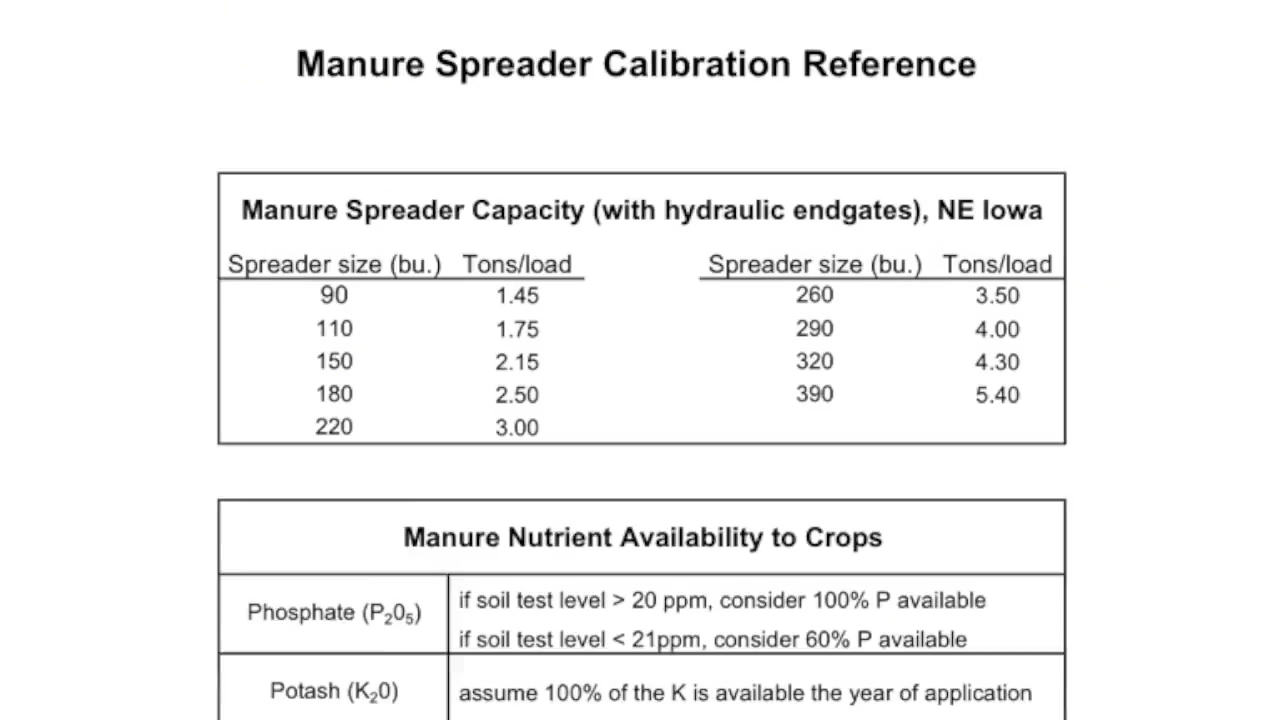 Manure Spreader Calibration Reference
Manure Spreader Capacity (with hydraulic endgates), NE Iowa
Spreader size (bu.) Tons/load Spreader size (bu.) Tons/load
90 1.45 260 3.50
110 1.75 290 4.00
150 2.15 320 4.30
180 2.50 390 5.40
220 3.00
Manure Nutrient Availability to Crops
Phosphate (P₂0₅)
if soil test level > 20 ppm, consider 100% P available
if soil test level < 21ppm, consider 60% P available
Potash (K₂0) assume 100% of the K is available the year of application